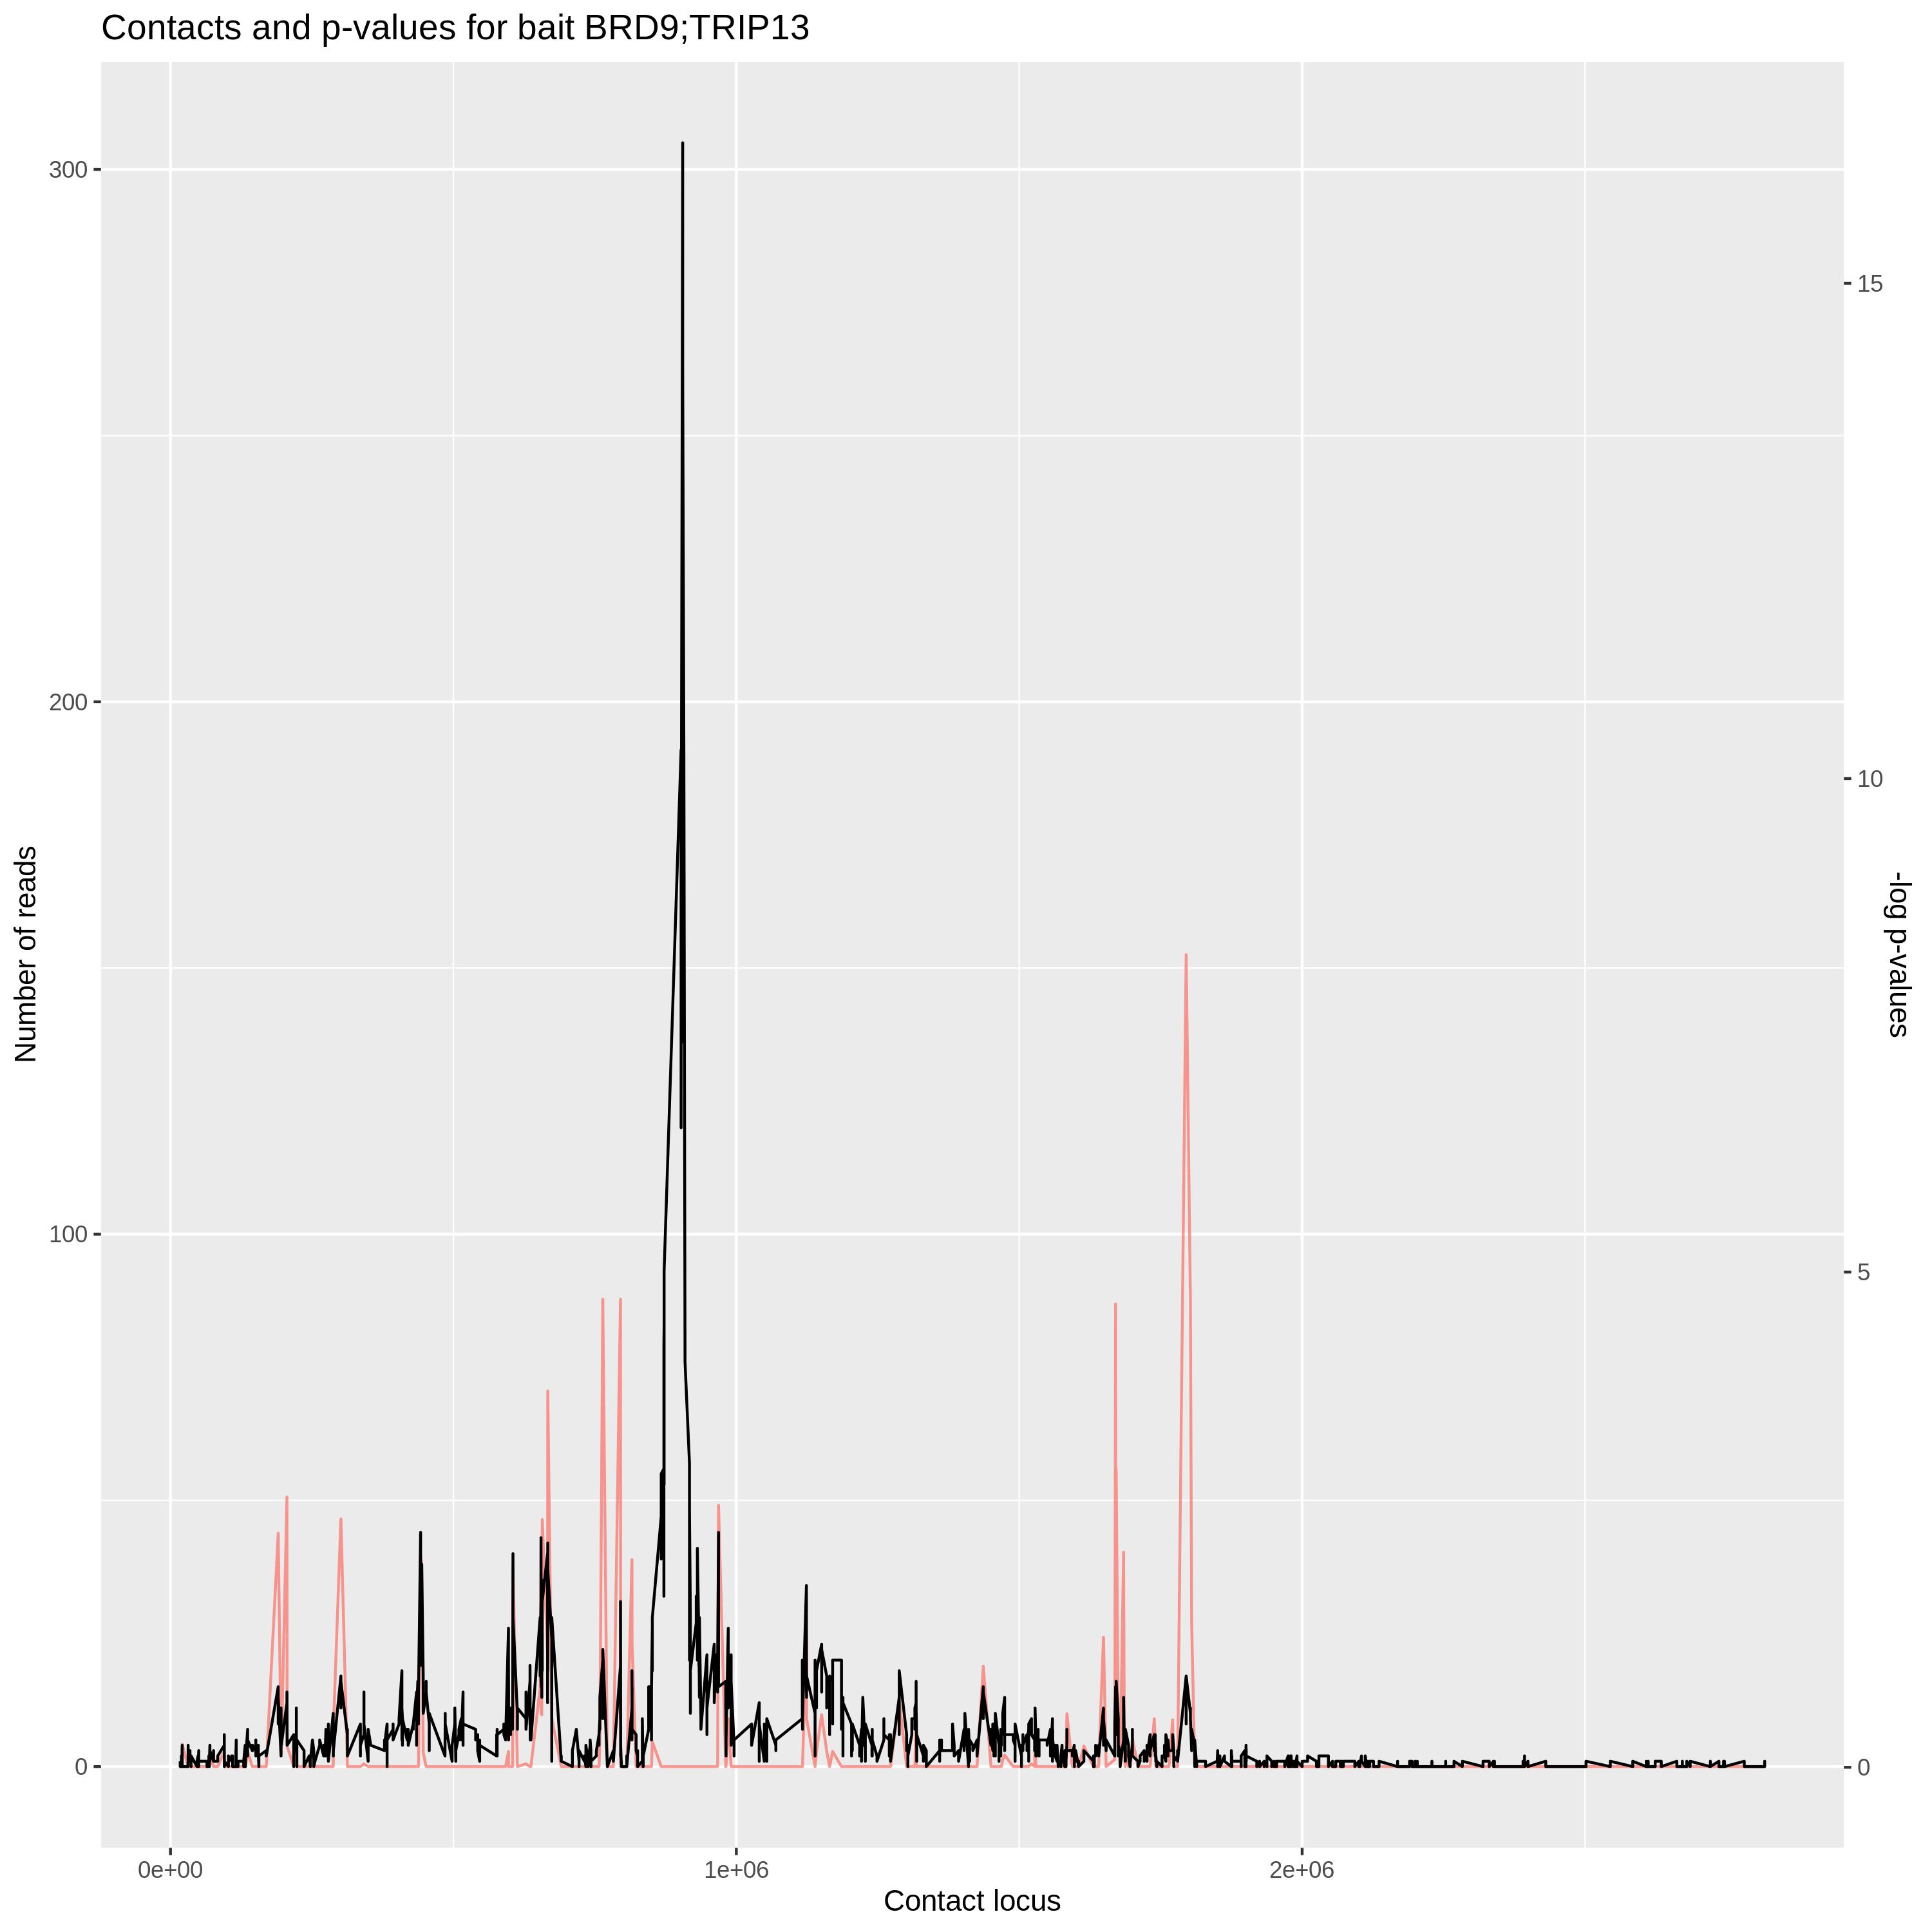 Contacts and p-values for bait BRD9;TRIP13
300
200
100
0
Number of reads
15
10
5
0
-log p-values
0e+00
1e+06
2e+06
Contact locus